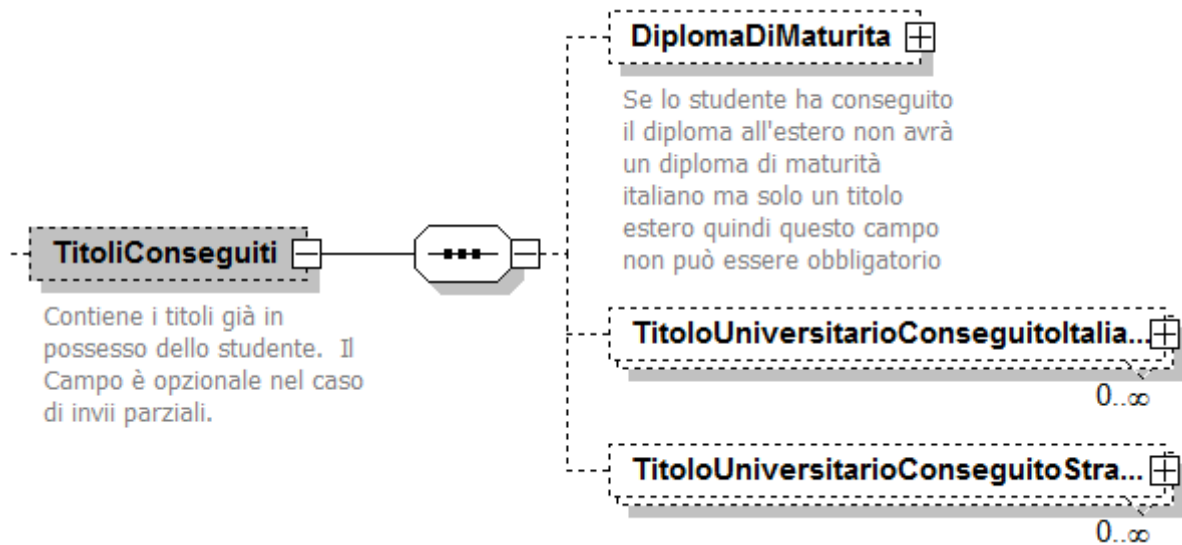 DiplomaDiMaturita
Se lo studente ha conseguito
il diploma all'estero non avrà
un diploma di maturità
italiano ma solo un titolo
estero quindi questo campo
non può essere obbligatorio
TitoliConseguiti
Contiene i titoli già in
possesso dello studente.  Il
Campo è opzionale nel caso
di invii parziali.
TitoloUniversitarioConseguitoItalia...
0..∞
TitoloUniversitarioConseguitoStra...
0..∞